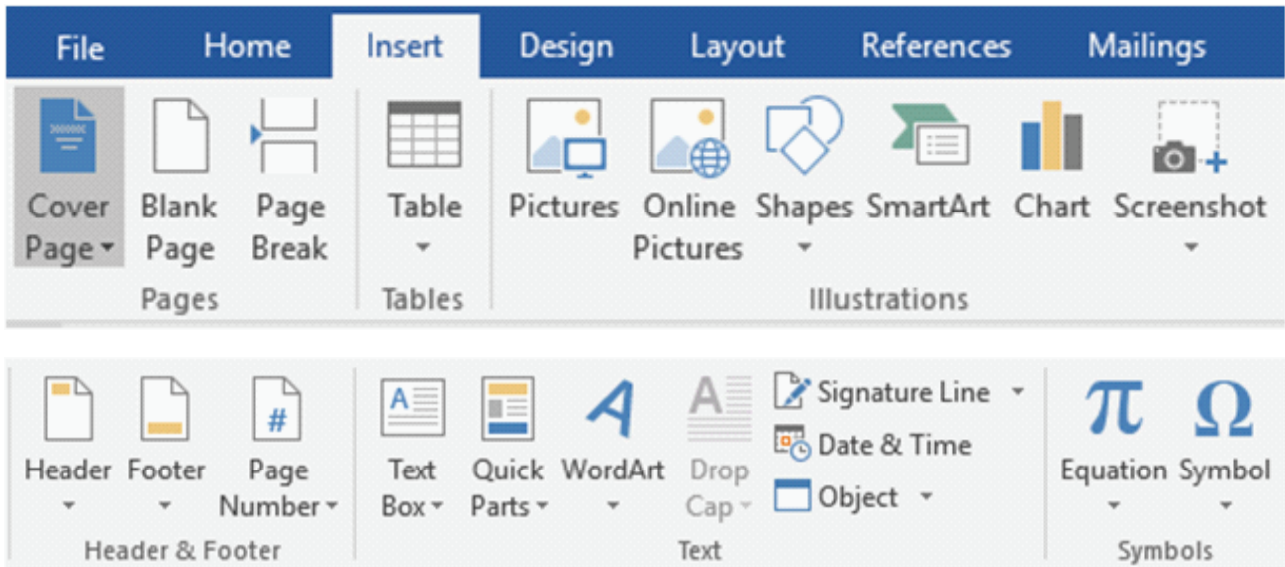 File Home Insert Design Layout References Mailings
Cover Blank Page Table Pictures Online Shapes SmartArt Chart Screenshot
Page Page Break Pictures
Pages Tables Illustrations
A Signature Line
# A A A Date & Time π Ω
Header Footer Page Text Quick WordArt Drop Equation Symbol
Number Box Parts Cap Object
Header & Footer Text Symbols